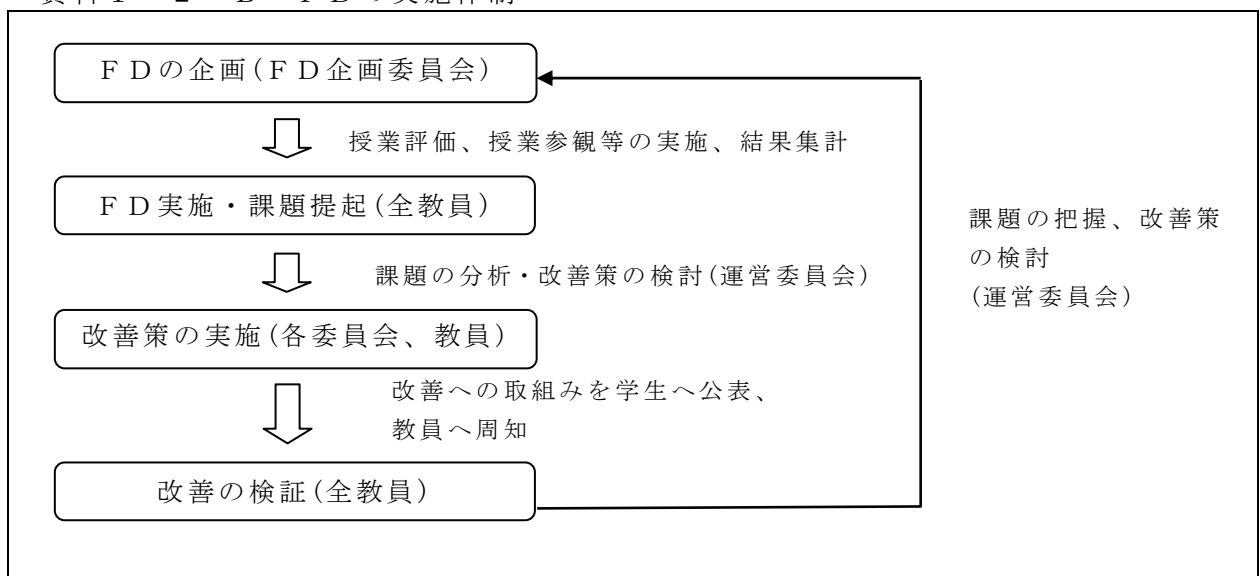 ＦＤの企画(ＦＤ企画委員会)
授業評価、授業参観等の実施、結果集計
ＦＤ実施・課題提起(全教員)
課題の分析・改善策の検討(運営委員会)
改善策の実施(各委員会、教員)
改善への取組みを学生へ公表、
教員へ周知
改善の検証(全教員)
課題の把握、改善策
の検討
(運営委員会)